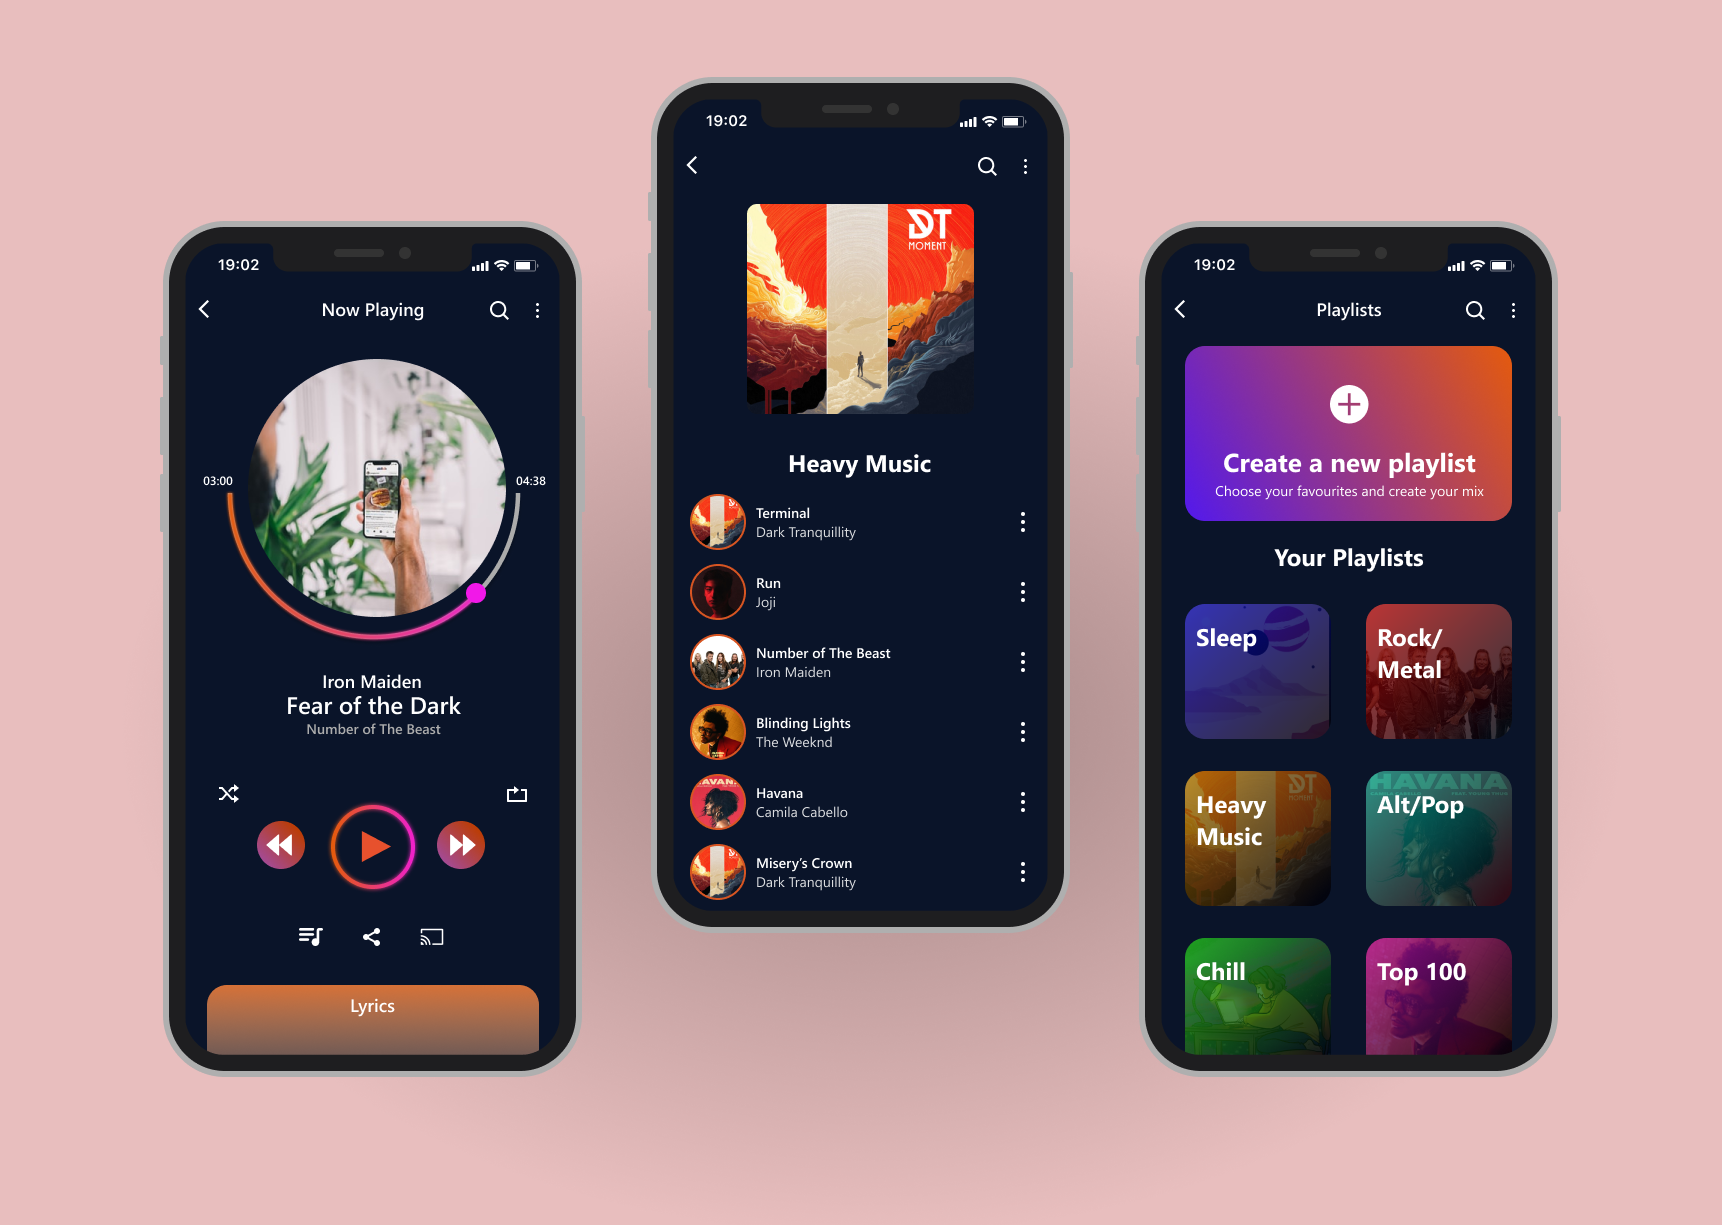 19:02
Now Playing
03:00
04:38
Iron Maiden
Fear of the Dark
Number of The Beast
Lyrics
19:02
DT
MOMENT
Heavy Music
Terminal
Dark Tranquillity
Run
Joji
Number of The Beast
Iron Maiden
Blinding Lights
The Weeknd
HAVANA
Havana
Camila Cabello
Misery’s Crown
Dark Tranquillity
19:02
Playlists
Create a new playlist
Choose your favourites and create your mix
Your Playlists
Sleep
Rock/
Metal
DT
MOMENT
Heavy
Music
HAVANA
Alt/Pop
Chill
Top 100